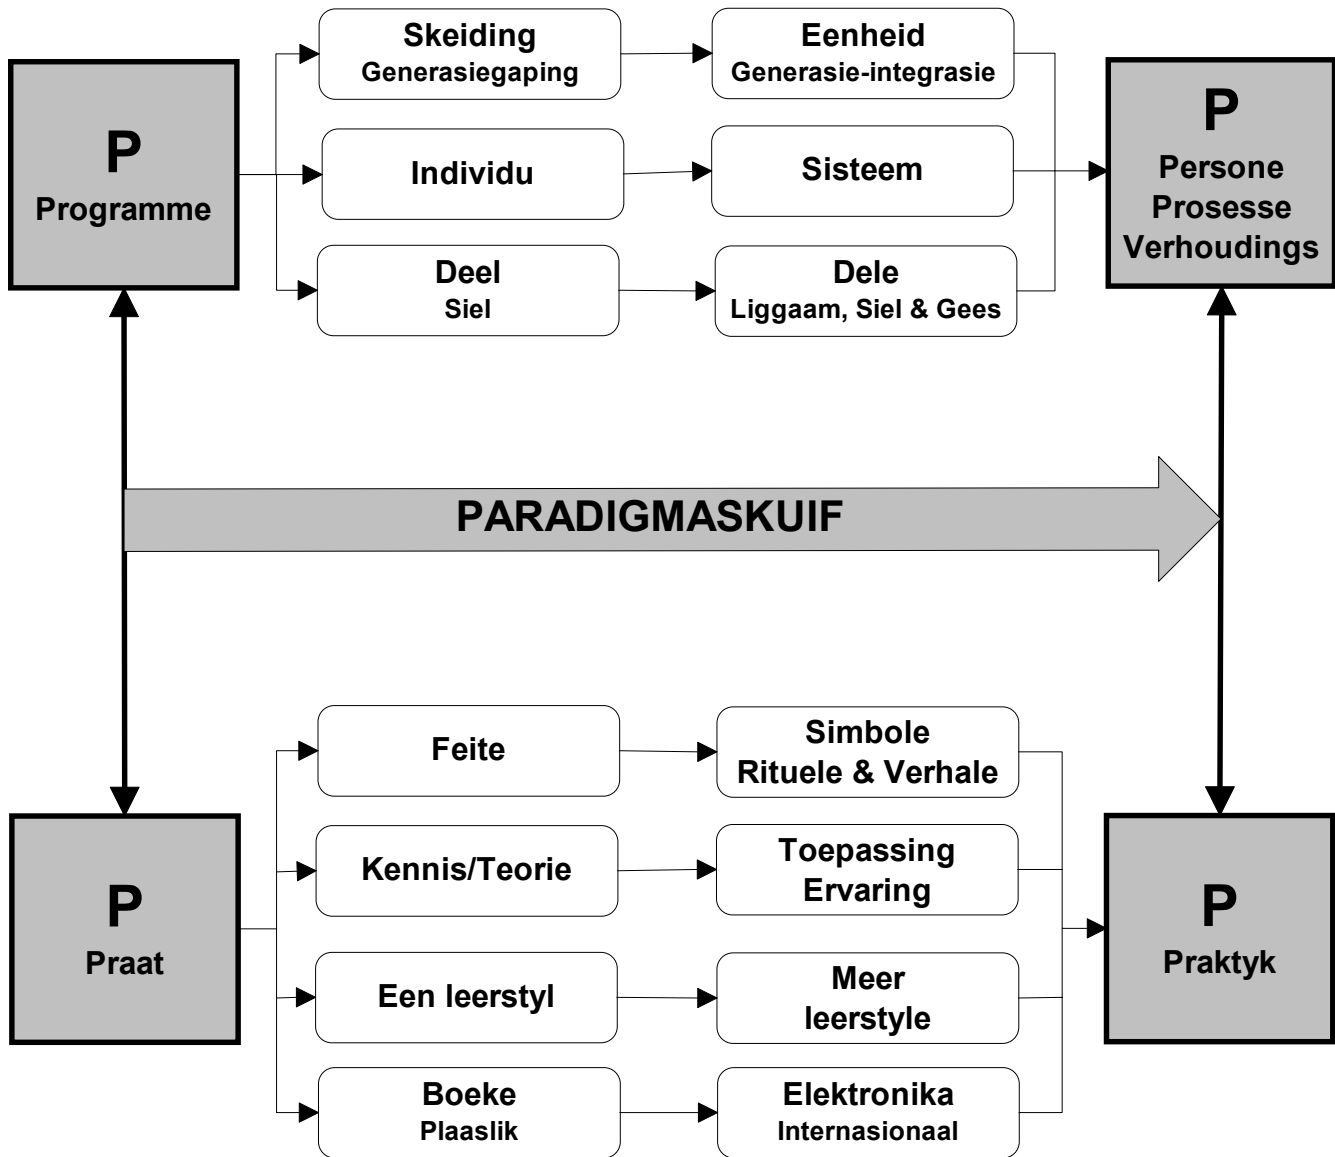 P
Programme
Skeiding
Generasiegaping
Eenheid
Generasie-integrasie
Individu
Sisteem
Deel
Siel
Dele
Liggaam, Siel & Gees
P
Persone
Prosesse
Verhoudings
PARADIGMASKUIF
P
Praat
Feite
Simbole
Rituele & Verhale
Kennis/Teorie
Toepassing
Ervaring
Een leerstyl
Meer
leerstyle
Boeke
Plaaslik
Elektronika
Internasionaal
P
Praktyk